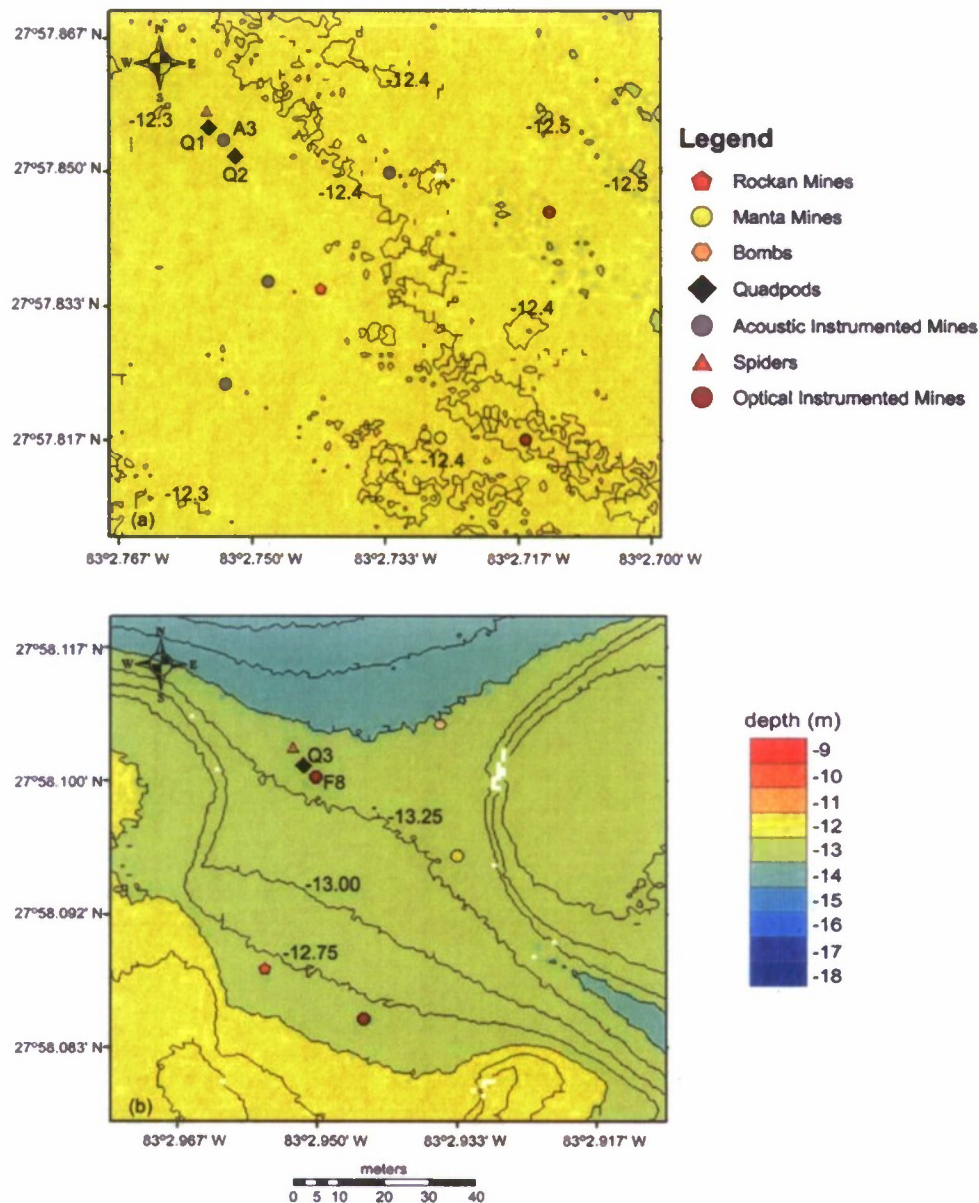 27°57.867' N
N
W E
S
-12.4
-12.3
-12.5
A3
Q1
Q2
27°57.850' N
-12.4
-12.5
27°57.833' N
-12.4
27°57.817' N
-12.4
-12.3
(a)
83°2.767' W 83°2.750' W 83°2.733' W 83°2.717' W 83°2.700' W
Legend
Rockan Mines
Manta Mines
Bombs
Quadpods
Acoustic Instrumented Mines
Spiders
Optical Instrumented Mines
27°58.117' N
N
W E
S
Q3
27°58.100' N
F8
-13.25
-13.00
27°58.092' N
-12.75
27°58.083' N
(b)
83°2.967' W 83°2.950' W 83°2.933' W 83°2.917' W
meters
0 5 10 20 30 40
depth (m)
-9
-10
-11
-12
-13
-14
-15
-16
-17
-18